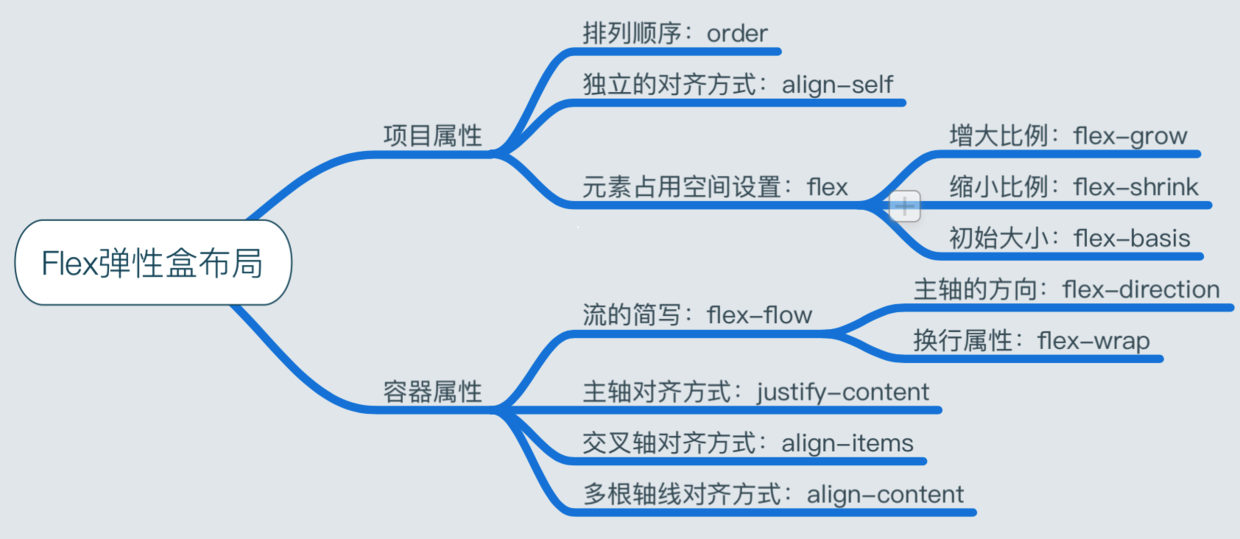 Flex弹性盒布局
项目属性
排列顺序：order
独立的对齐方式：align-self
元素占用空间设置：flex
增大比例：flex-grow
缩小比例：flex-shrink
初始大小：flex-basis
容器属性
流的简写：flex-flow
主轴的方向：flex-direction
换行属性：flex-wrap
主轴对齐方式：justify-content
交叉轴对齐方式：align-items
多根轴线对齐方式：align-content